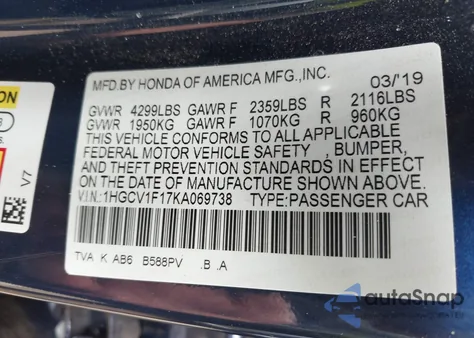 MFD.BY HONDA OF AMERICA MFG.,INC. 03/'19
GVWR 4299LBS GAWR F 2359LBS R 2116LBS
GVWR 1950KG GAWR F 1070KG R 960KG
THIS VEHICLE CONFORMS TO ALL APPLICABLE
FEDERAL MOTOR VEHICLE SAFETY , BUMPER,
AND THEFT PREVENTION STANDARDS IN EFFECT
ON THE DATE OF MANUFACTURE SHOWN ABOVE.
V.I.N.:1HGCV1F17KA069738 TYPE:PASSENGER CAR
TVA K AB6 B588PV .B .A
ON
V7
autoSnap